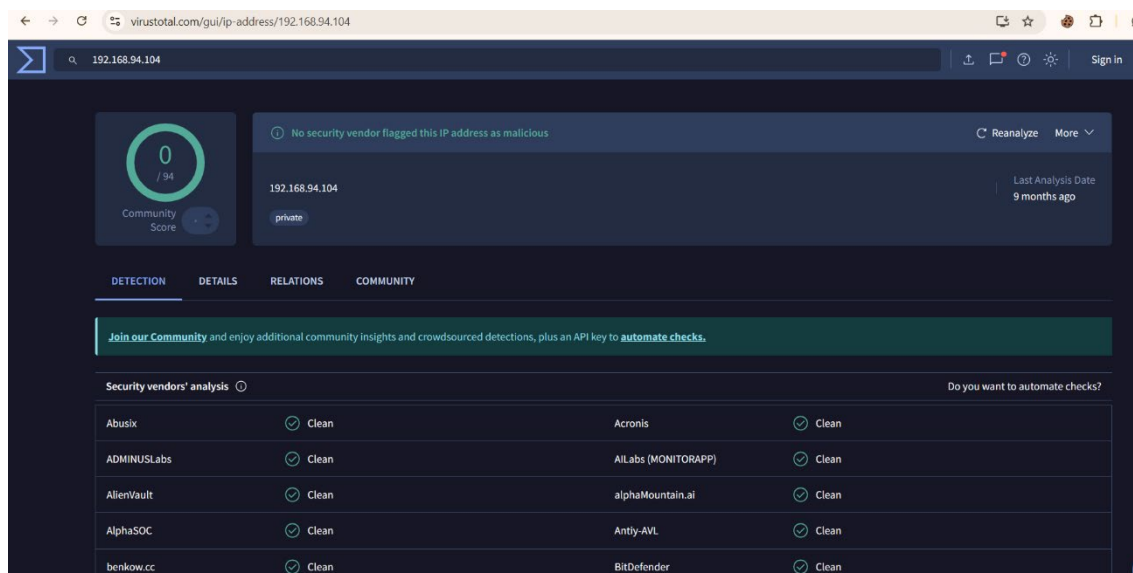 virustotal.com/gui/ip-address/192.168.94.104
192.168.94.104
Sign in
0
/ 94
Community
Score
No security vendor flagged this IP address as malicious
Reanalyze More
192.168.94.104
private
Last Analysis Date
9 months ago
DETECTION DETAILS RELATIONS COMMUNITY
Join our Community and enjoy additional community insights and crowdsourced detections, plus an API key to automate checks.
Security vendors' analysis Do you want to automate checks?
Abusix Clean Acronis Clean
ADMINUSLabs Clean AILabs (MONITORAPP) Clean
AlienVault Clean alphaMountain.ai Clean
AlphaSOC Clean Antiy-AVL Clean
benkow.cc Clean BitDefender Clean